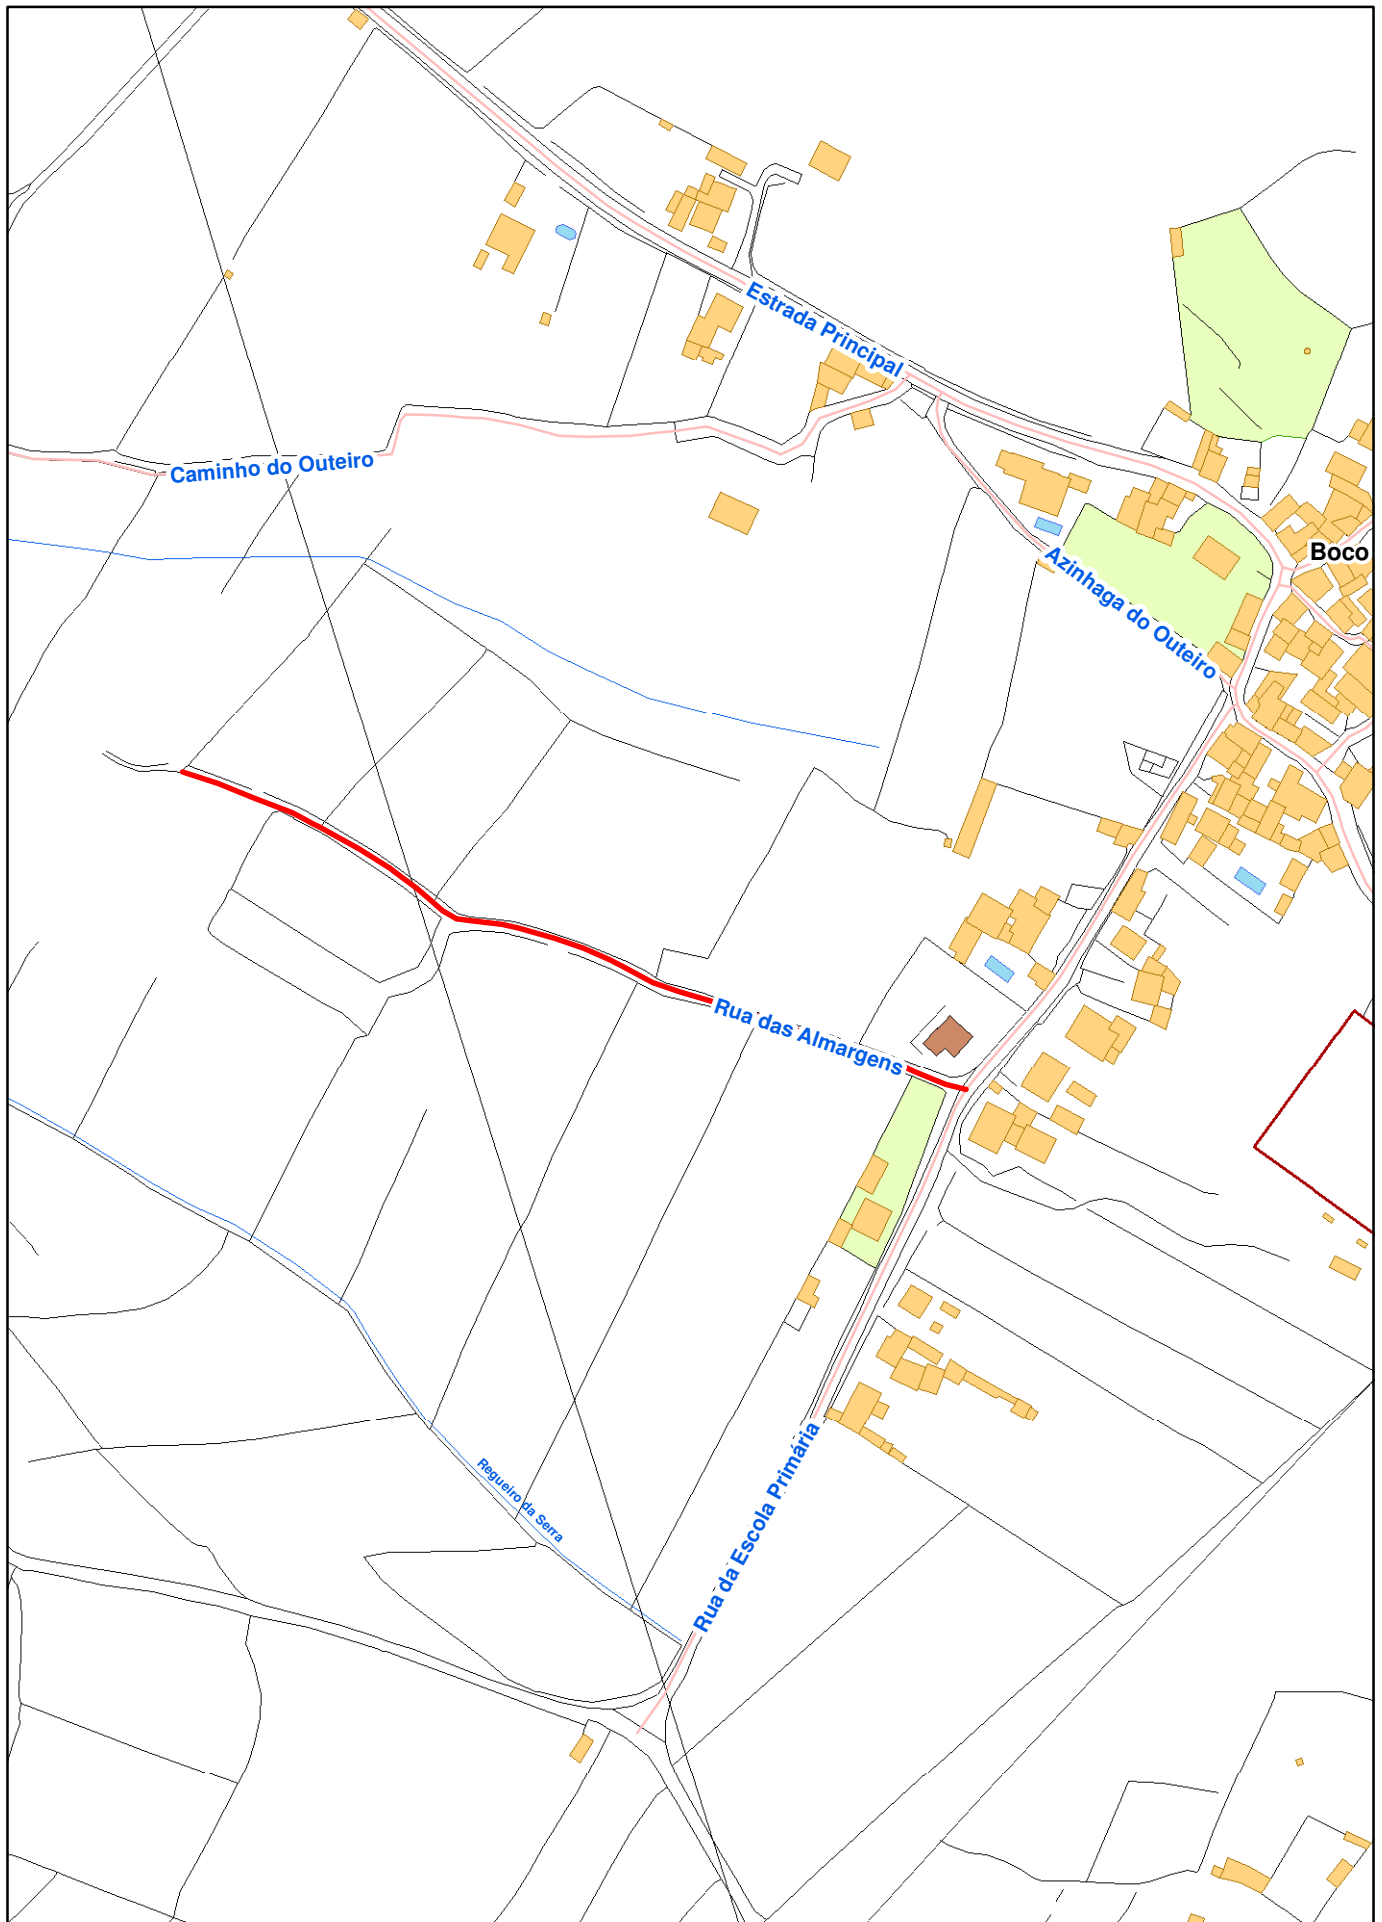 Estrada Principal
Caminho do Outeiro
Boco
Azinhaga do Outeiro
Rua das Almargens
Rua da Escola Primária
Regueiro da Serra